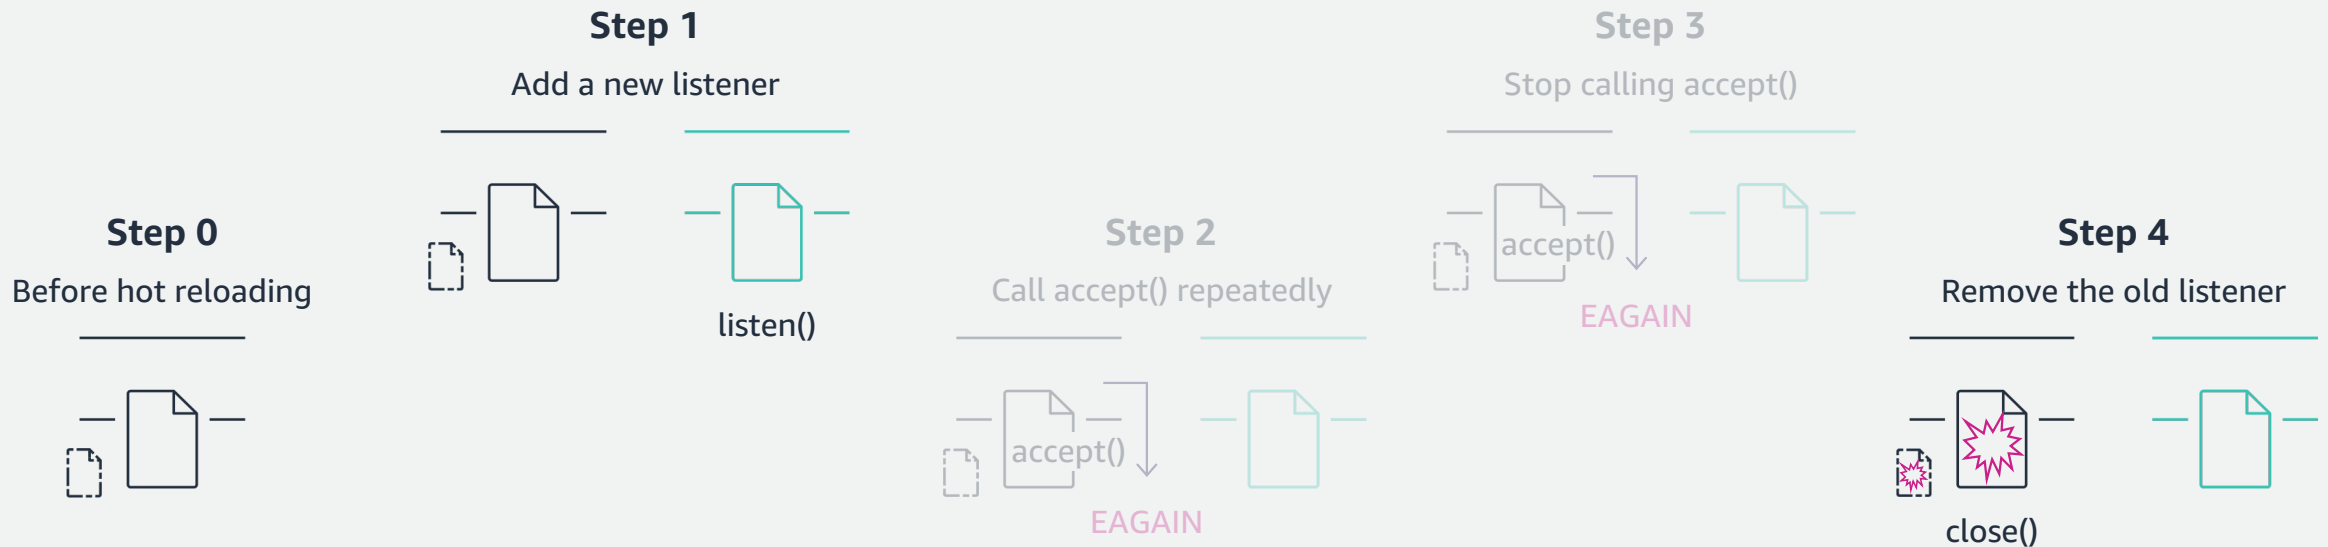 Step 0
Before hot reloading
Step 1
Add a new listener
listen()
Step 2
Call accept() repeatedly
accept()
EAGAIN
Step 3
Stop calling accept()
accept()
EAGAIN
Step 4
Remove the old listener
close()